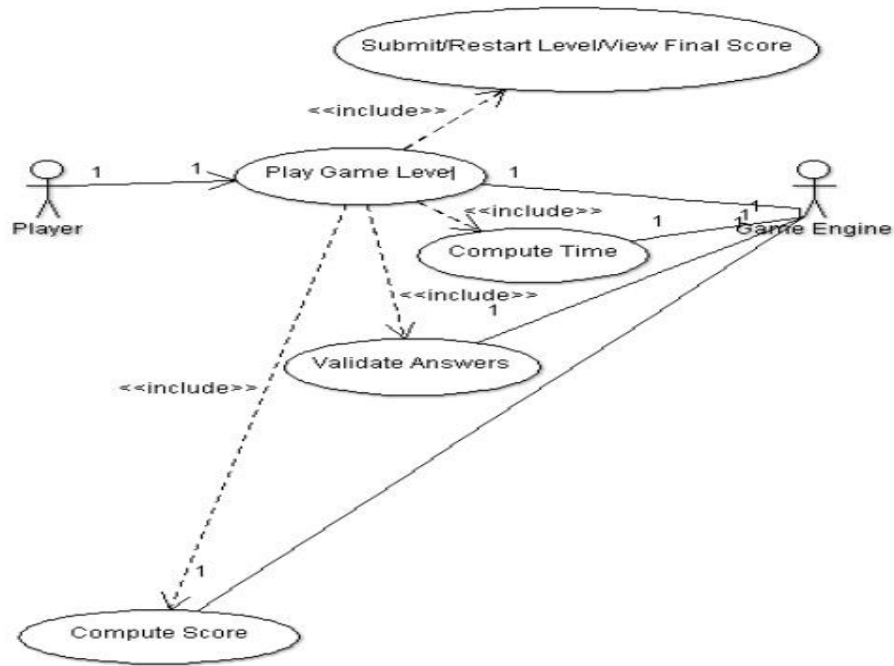 Submit/Restart Level/View Final Score
<<include>>
1
1
Play Game Level
1
Player
<<include>>
1
1
1
1
Game Engine
Compute Time
<<include>>
1
Validate Answers
<<include>>
1
Compute Score